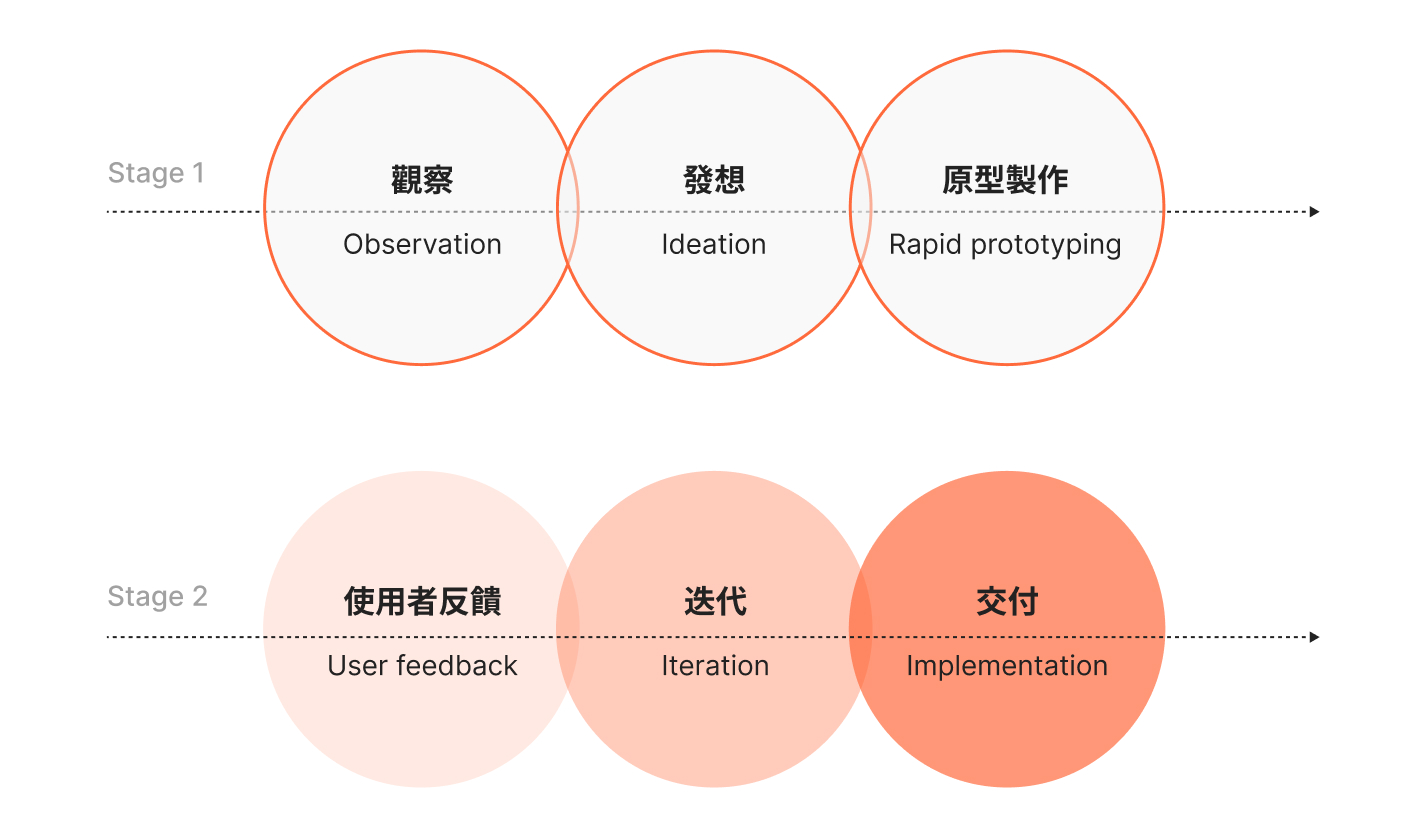 Stage 1
觀察
發想
原型製作
Observation
Ideation
Rapid prototyping
Stage 2
使用者反饋
迭代
交付
User feedback
Iteration
Implementation